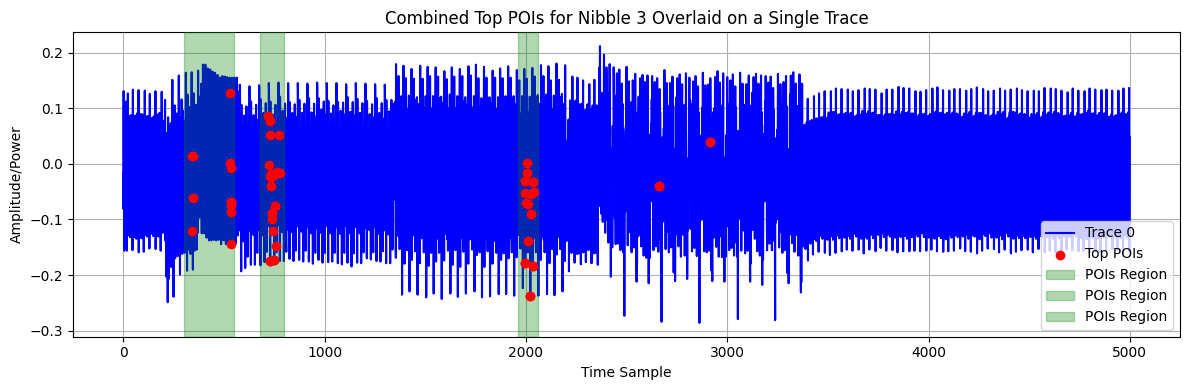 Combined Top POIs for Nibble 3 Overlaid on a Single Trace
Amplitude/Power
0.2
0.1
0.0
−0.1
−0.2
−0.3
0
1000
2000
3000
4000
5000
Time Sample
Trace 0
Top POIs
POIs Region
POIs Region
POIs Region